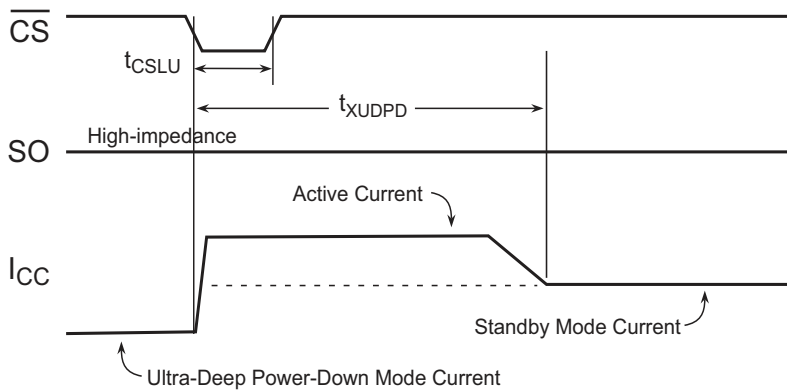 CS
tCSLU
tXUDPD
High-impedance
SO
Active Current
ICC
Standby Mode Current
Ultra-Deep Power-Down Mode Current